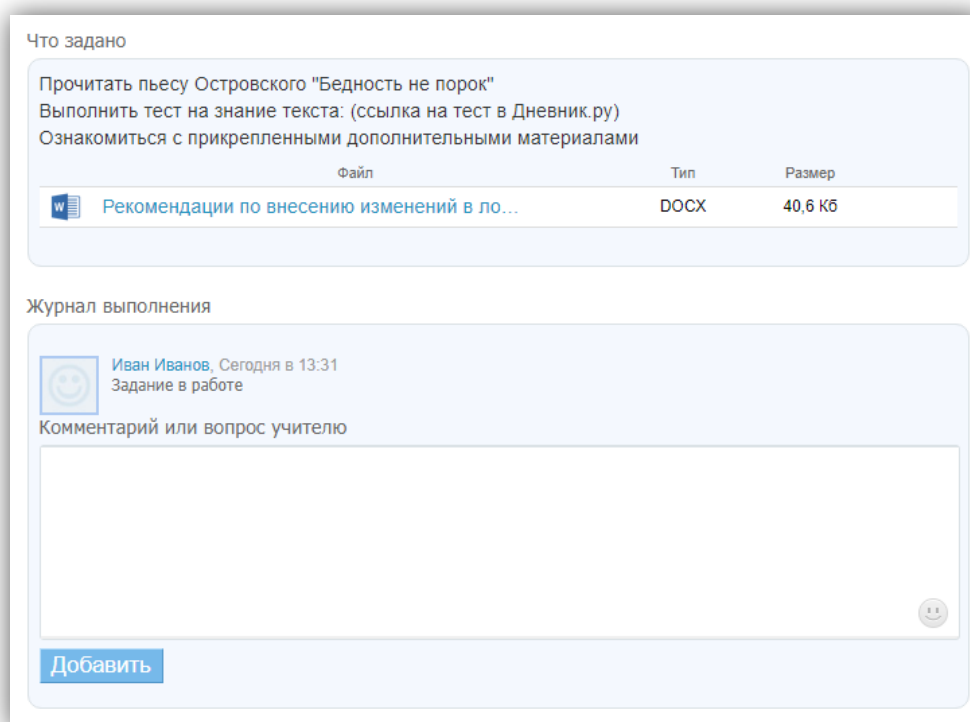 Что задано
Прочитать пьесу Островского "Бедность не порок"
Выполнить тест на знание текста: (ссылка на тест в Дневник.ру)
Ознакомиться с прикрепленными дополнительными материалами
Файл Тип Размер
W Рекомендации по внесению изменений в ло... DOCX 40,6 Кб
Журнал выполнения
Иван Иванов, Сегодня в 13:31
Задание в работе
Комментарий или вопрос учителю
Добавить